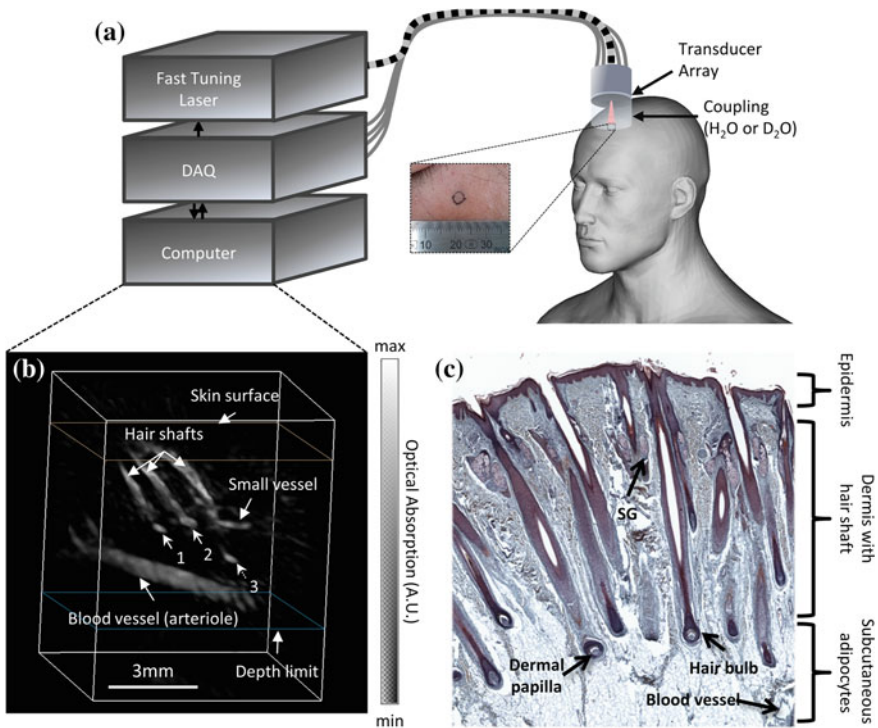 (a)
Fast Tuning
Laser
DAQ
Computer
Transducer
Array
Coupling
(H₂O or D₂O)
10 20 30
(b)
Skin surface
Hair shafts
Small vessel
1
2
3
Blood vessel (arteriole)
Depth limit
3mm
max
Optical Absorption (A.U.)
min
(c)
SG
Dermal
papilla
Hair bulb
Blood vessel
Epidermis
Dermis with
hair shaft
Subcutaneous
adipocytes